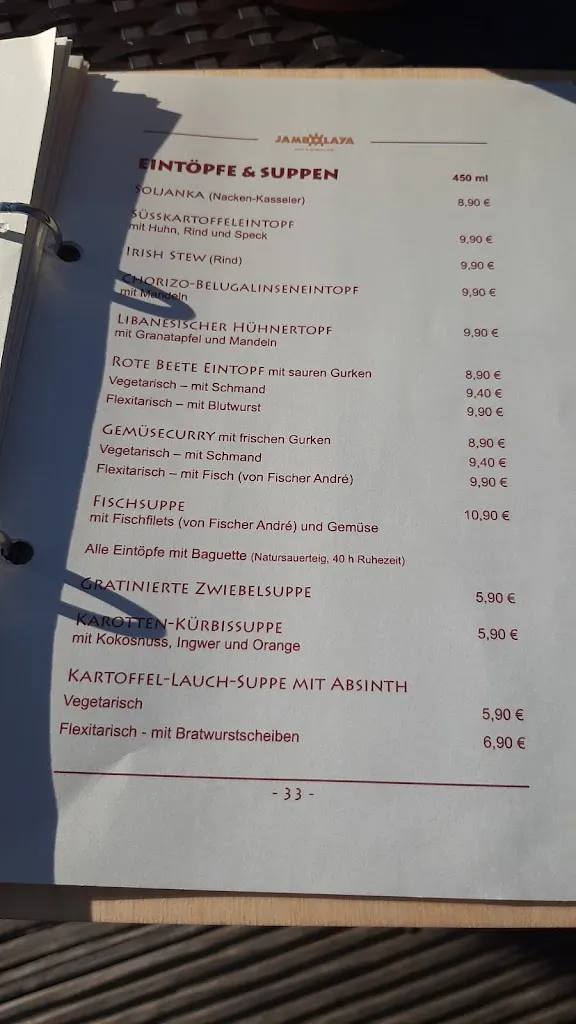 JAMBOLAYA
EINTÖPFE & SUPPEN 450 ml
SOLJANKA (Nacken-Kasseler) 8,90 €
SÜSSKARTOFFELEINTOPF
mit Huhn, Rind und Speck 9,90 €
IRISH STEW (Rind) 9,90 €
CHORIZO-BELUGALINSENEINTOPF 9,90 €
mit Mandeln
LIBANESISCHER HÜHNERTOPF 9,90 €
mit Granatapfel und Mandeln
ROTE BEETE EINTOPF mit sauren Gurken 8,90 €
Vegetarisch – mit Schmand 9,40 €
Flexitarisch – mit Blutwurst 9,90 €
GEMÜSECURRY mit frischen Gurken 8,90 €
Vegetarisch – mit Schmand 9,40 €
Flexitarisch – mit Fisch (von Fischer André) 9,90 €
FISCHSUPPE 10,90 €
mit Fischfilets (von Fischer André) und Gemüse
Alle Eintöpfe mit Baguette (Natursauerteig, 40 h Ruhezeit)
GRATINIERTE ZWIEBELSUPPE 5,90 €
KAROTTEN-KÜRBISSUPPE 5,90 €
mit Kokosnuss, Ingwer und Orange
KARTOFFEL-LAUCH-SUPPE MIT ABSINTH
Vegetarisch 5,90 €
Flexitarisch - mit Bratwurstscheiben 6,90 €
- 33 -